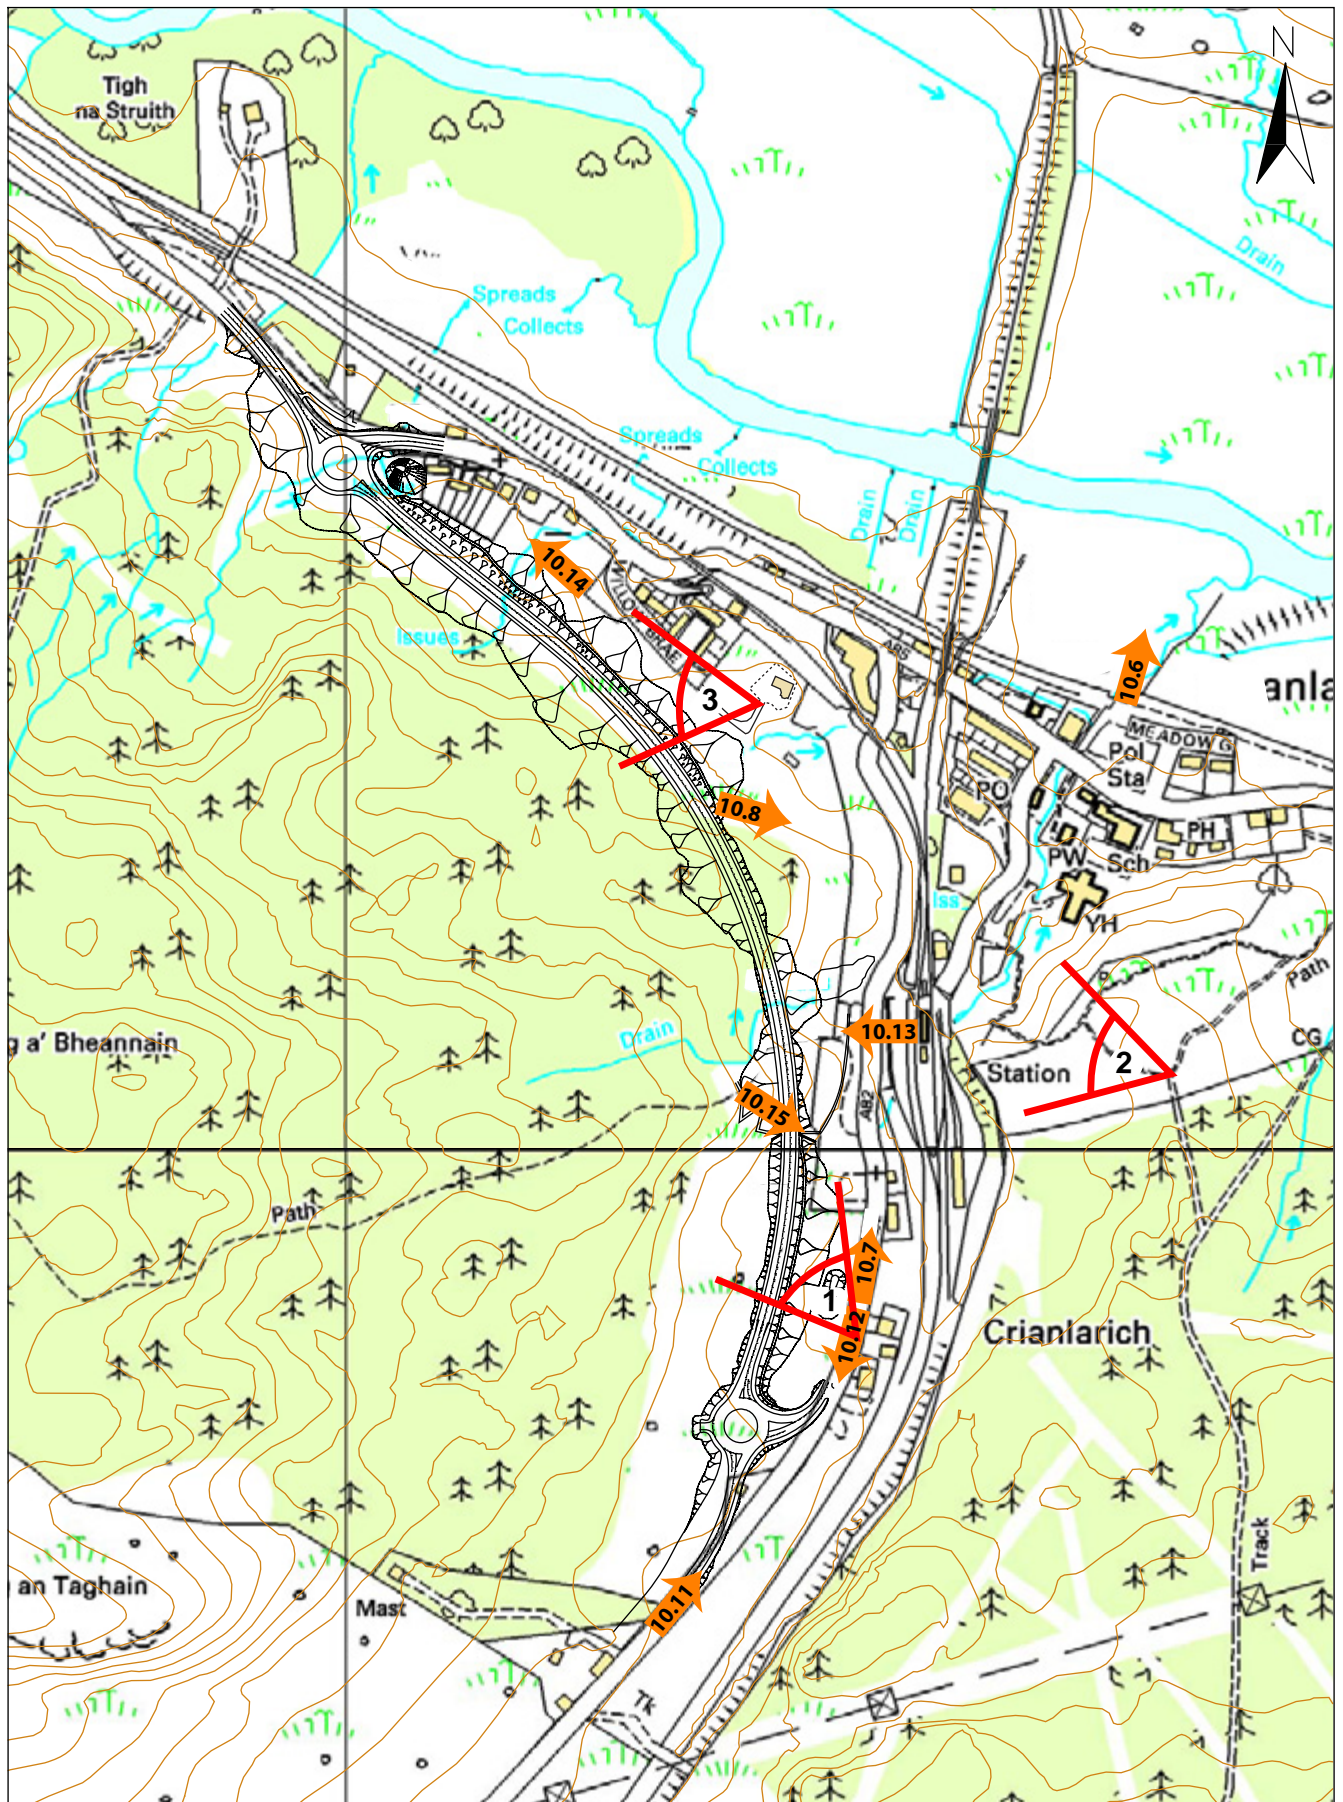 N
Tigh
na Struith
Drain
Spreads
Collects
Spreads
Collects
Drain
Drain
10.14
Issues
BRAE
3
10.6
anla
MEADOW G
Pol
Sta
PO
PH
10.8
PW
Sch
Iss
YH
Path
10.13
CG
g a' Bheannain
Drain
Station
2
A82
10.15
Path
10.7
1
10.12
Crianlarich
Track
an Taghain
Mast
10.11
Tk